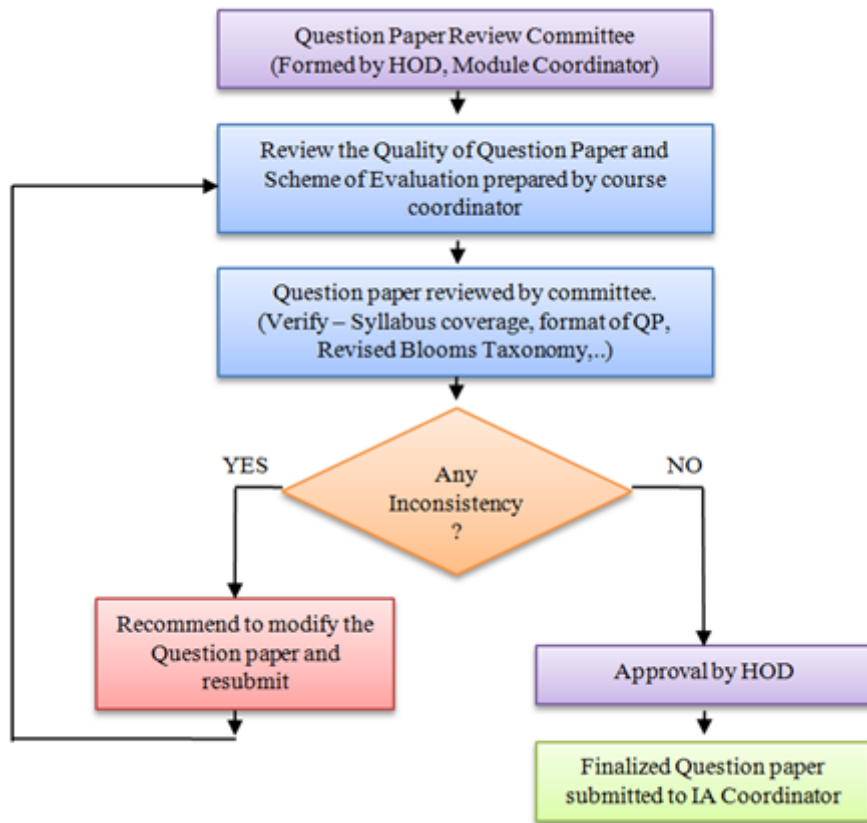 Question Paper Review Committee
(Formed by HOD, Module Coordinator)
Review the Quality of Question Paper and
Scheme of Evaluation prepared by course
coordinator
Question paper reviewed by committee.
(Verify – Syllabus coverage, format of QP,
Revised Blooms Taxonomy,..)
YES
NO
Any
Inconsistency
?
Recommend to modify the
Question paper and
resubmit
Approval by HOD
Finalized Question paper
submitted to IA Coordinator